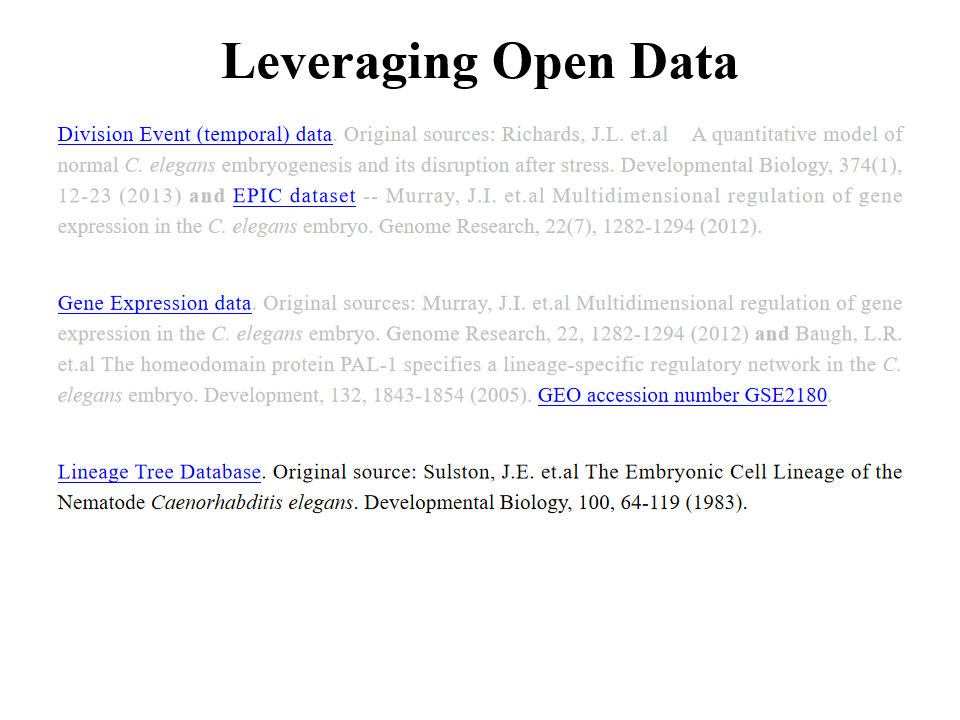 Leveraging Open Data
Division Event (temporal) data. Original sources: Richards, J.L. et.al A quantitative model of
normal C. elegans embryogenesis and its disruption after stress. Developmental Biology, 374(1),
12-23 (2013) and EPIC dataset -- Murray, J.I. et.al Multidimensional regulation of gene
expression in the C. elegans embryo. Genome Research, 22(7), 1282-1294 (2012).
Gene Expression data. Original sources: Murray, J.I. et.al Multidimensional regulation of gene
expression in the C. elegans embryo. Genome Research, 22, 1282-1294 (2012) and Baugh, L.R.
et.al The homeodomain protein PAL-1 specifies a lineage-specific regulatory network in the C.
elegans embryo. Development, 132, 1843-1854 (2005). GEO accession number GSE2180.
Lineage Tree Database. Original source: Sulston, J.E. et.al The Embryonic Cell Lineage of the
Nematode Caenorhabditis elegans. Developmental Biology, 100, 64-119 (1983).